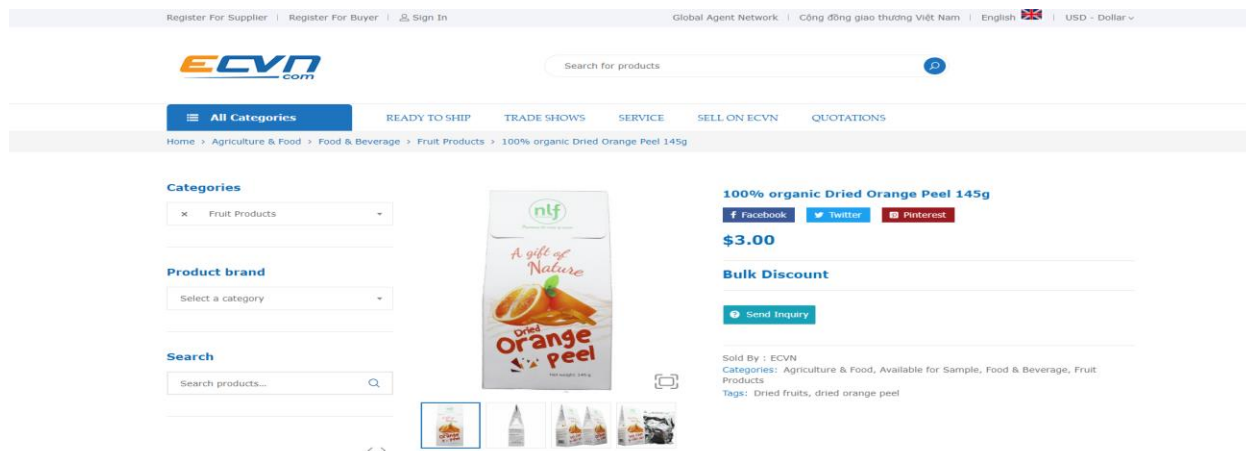 Register For Supplier | Register For Buyer | Sign In
Global Agent Network | Cộng đồng giao thương Việt Nam | English | USD - Dollar
ECVN
com
Search for products
All Categories
READY TO SHIP TRADE SHOWS SERVICE SELL ON ECVN QUOTATIONS
Home > Agriculture & Food > Food & Beverage > Fruit Products > 100% organic Dried Orange Peel 145g
Categories
× Fruit Products
Product brand
Select a category
Search
Search products...
nlf
A gift of
Nature
Dried
Orange
Peel
100% organic Dried Orange Peel 145g
Facebook Twitter Pinterest
$3.00
Bulk Discount
Send Inquiry
Sold By : ECVN
Categories: Agriculture & Food, Available for Sample, Food & Beverage, Fruit
Products
Tags: Dried fruits, dried orange peel